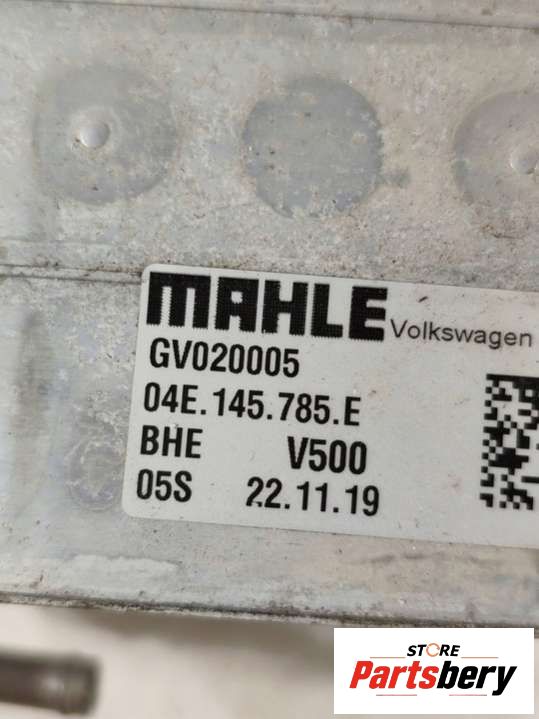 MAHLE Volkswagen
GV020005
04E.145.785.E
BHE V500
05S 22.11.19
STORE
Partsbery